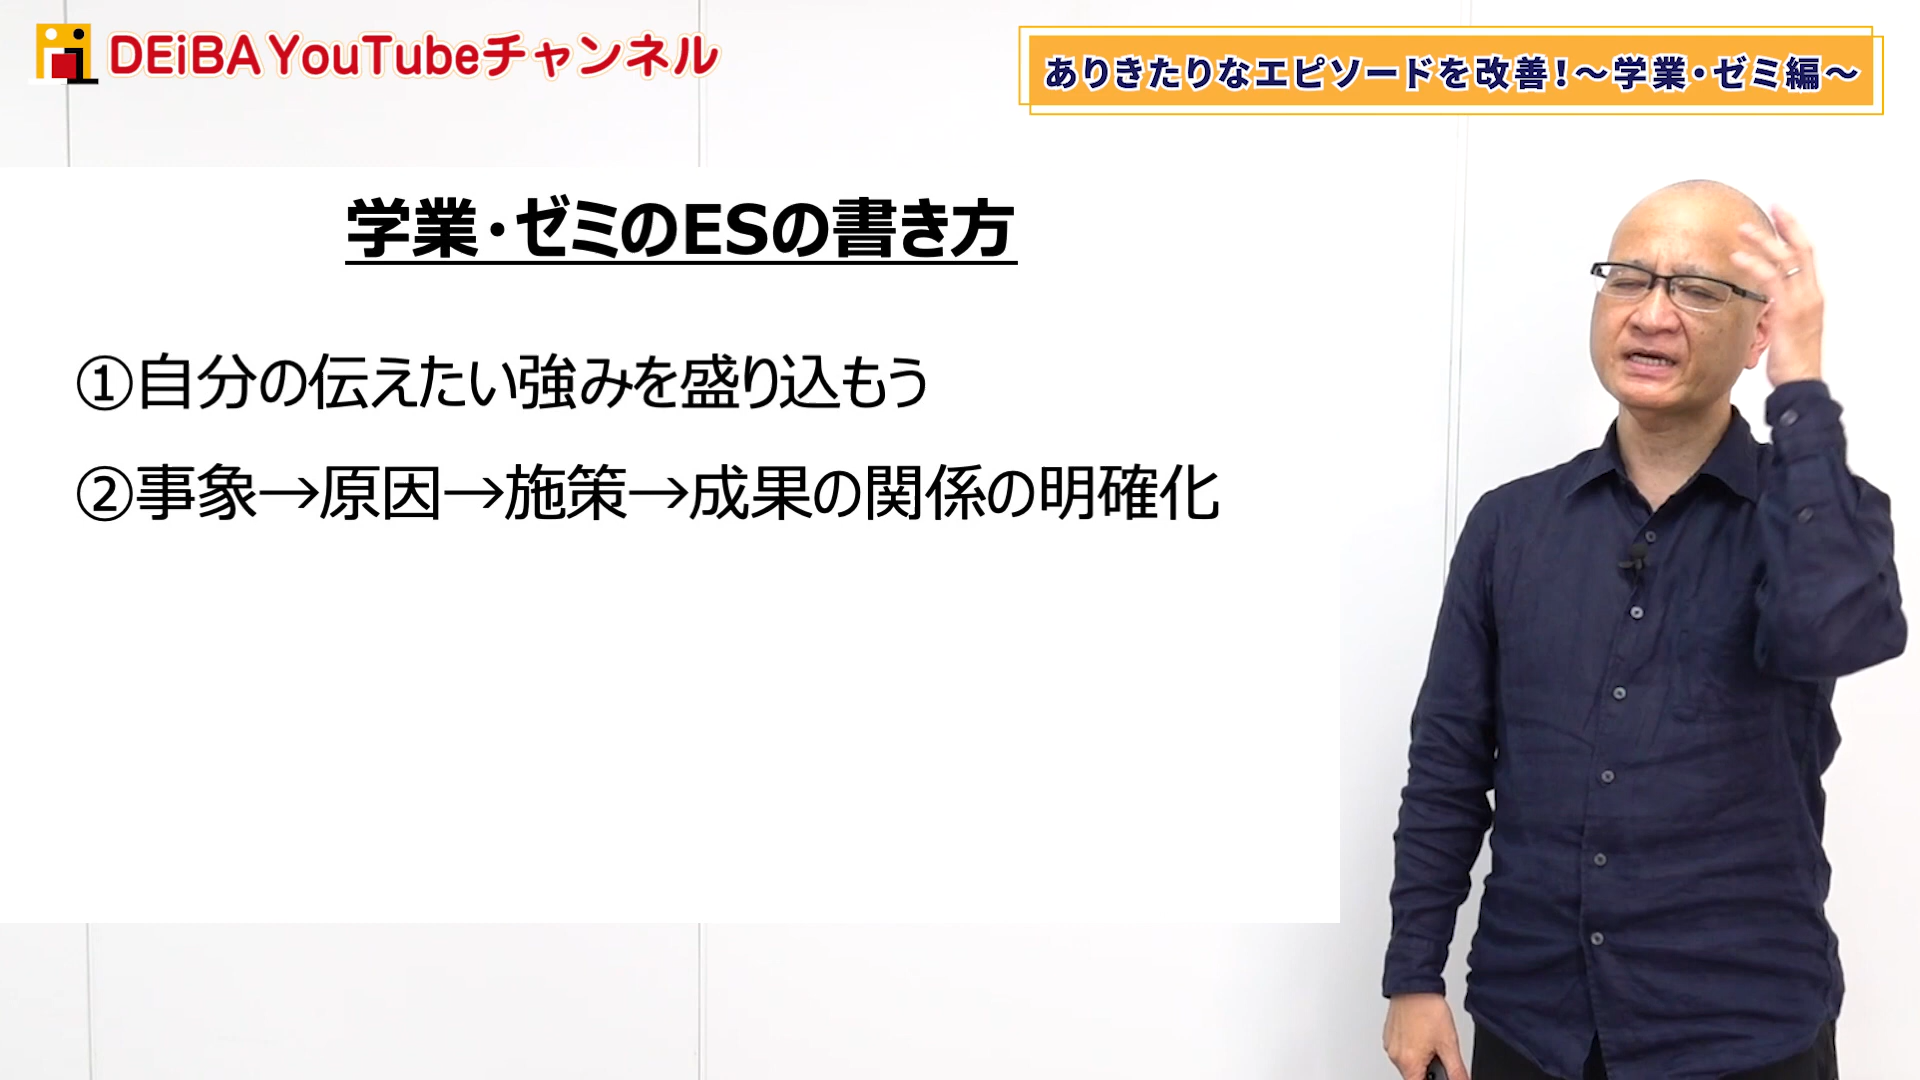 DEiBA YouTubeチャンネル
ありきたりなエピソードを改善！～学業・ゼミ編～
学業・ゼミのESの書き方
①自分の伝えたい強みを盛り込もう
②事象→原因→施策→成果の関係の明確化